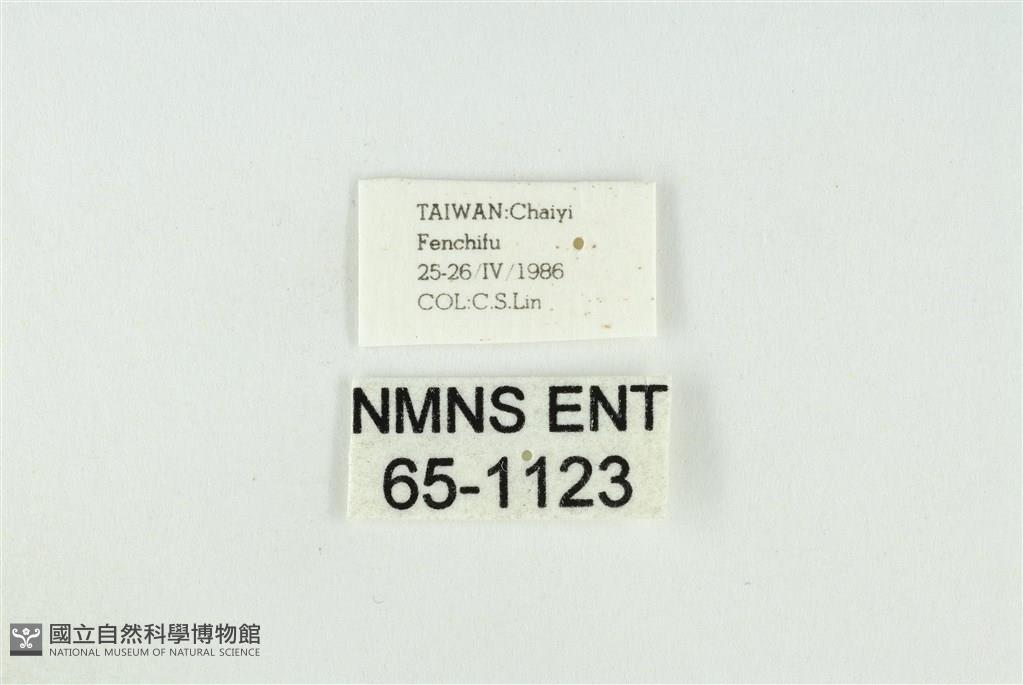 TAIWAN:Chaiyi
Fenchifu
25-26/IV/1986
COL:C.S.Lin
NMNS ENT
65-1123
國立自然科學博物館
NATIONAL MUSEUM OF NATURAL SCIENCE